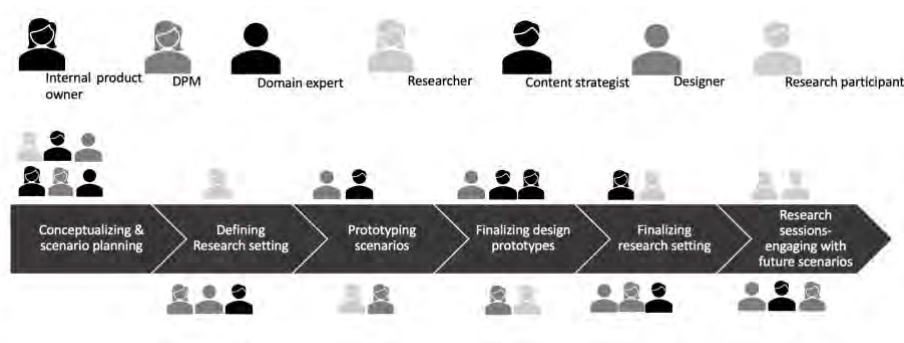 Internal product
owner
DPM
Domain expert
Researcher
Content strategist
Designer
Research participant
Conceptualizing &
scenario planning
Defining
Research setting
Prototyping
scenarios
Finalizing design
prototypes
Finalizing
research setting
Research
sessions-
engaging with
future scenarios